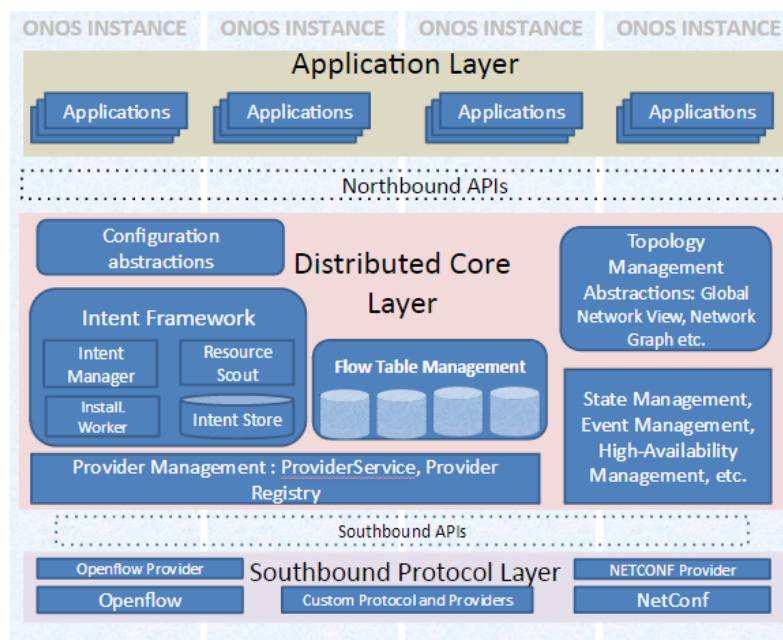 ONOS INSTANCE ONOS INSTANCE ONOS INSTANCE ONOS INSTANCE
Application Layer
Applications Applications Applications Applications
Northbound APIs
Configuration
abstractions
Distributed Core
Layer
Topology
Management
Abstractions: Global
Network View, Network
Graph etc.
Intent Framework
Intent
Manager
Resource
Scout
Install.
Worker
Intent Store
Flow Table Management
State Management,
Event Management,
High-Availability
Management, etc.
Provider Management : ProviderService, Provider
Registry
Southbound APIs
Openflow Provider
Southbound Protocol Layer
NETCONF Provider
Openflow
Custom Protocol and Providers
NetConf